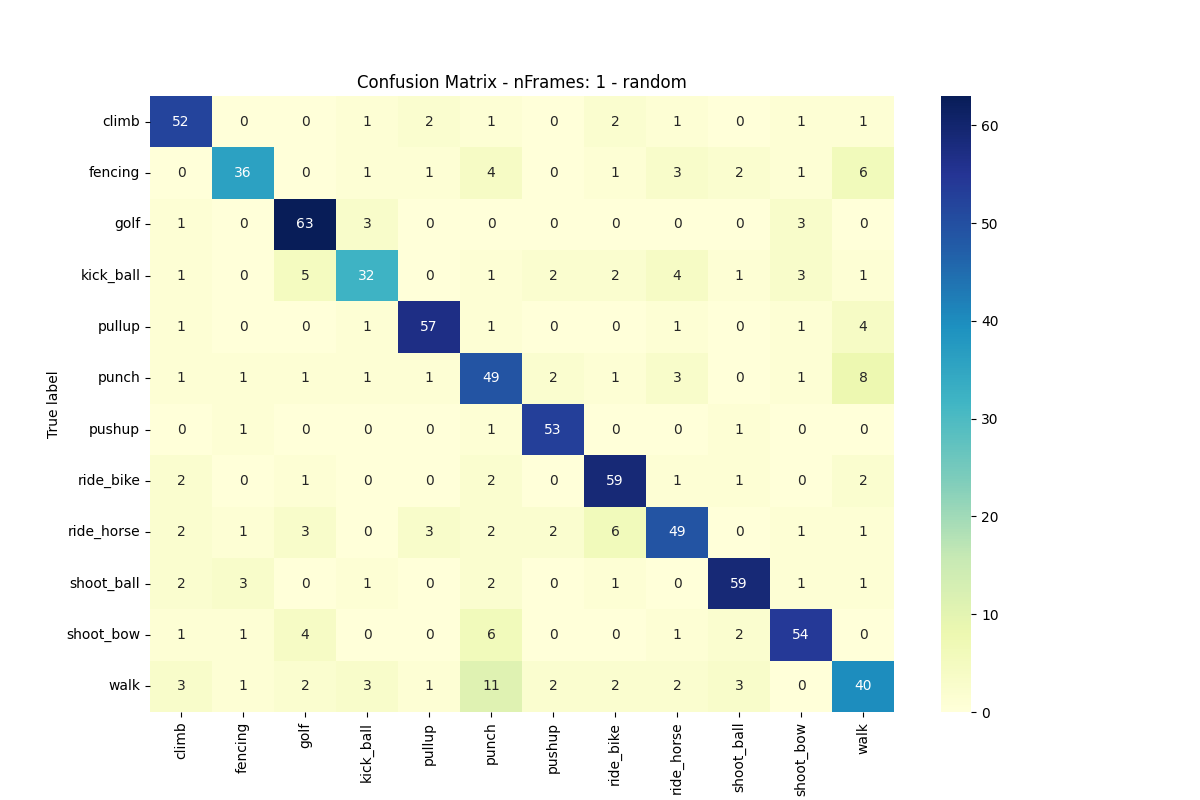 Confusion Matrix - nFrames: 1 - random
True label
climb 52 0 0 1 2 1 0 2 1 0 1 1
fencing 0 36 0 1 1 4 0 1 3 2 1 6
golf 1 0 63 3 0 0 0 0 0 0 3 0
kick_ball 1 0 5 32 0 1 2 2 4 1 3 1
pullup 1 0 0 1 57 1 0 0 1 0 1 4
punch 1 1 1 1 1 49 2 1 3 0 1 8
pushup 0 1 0 0 0 1 53 0 0 1 0 0
ride_bike 2 0 1 0 0 2 0 59 1 1 0 2
ride_horse 2 1 3 0 3 2 2 6 49 0 1 1
shoot_ball 2 3 0 1 0 2 0 1 0 59 1 1
shoot_bow 1 1 4 0 0 6 0 0 1 2 54 0
walk 3 1 2 3 1 11 2 2 2 3 0 40
climb fencing golf kick_ball pullup punch pushup ride_bike ride_horse shoot_ball shoot_bow walk
60
50
40
30
20
10
0